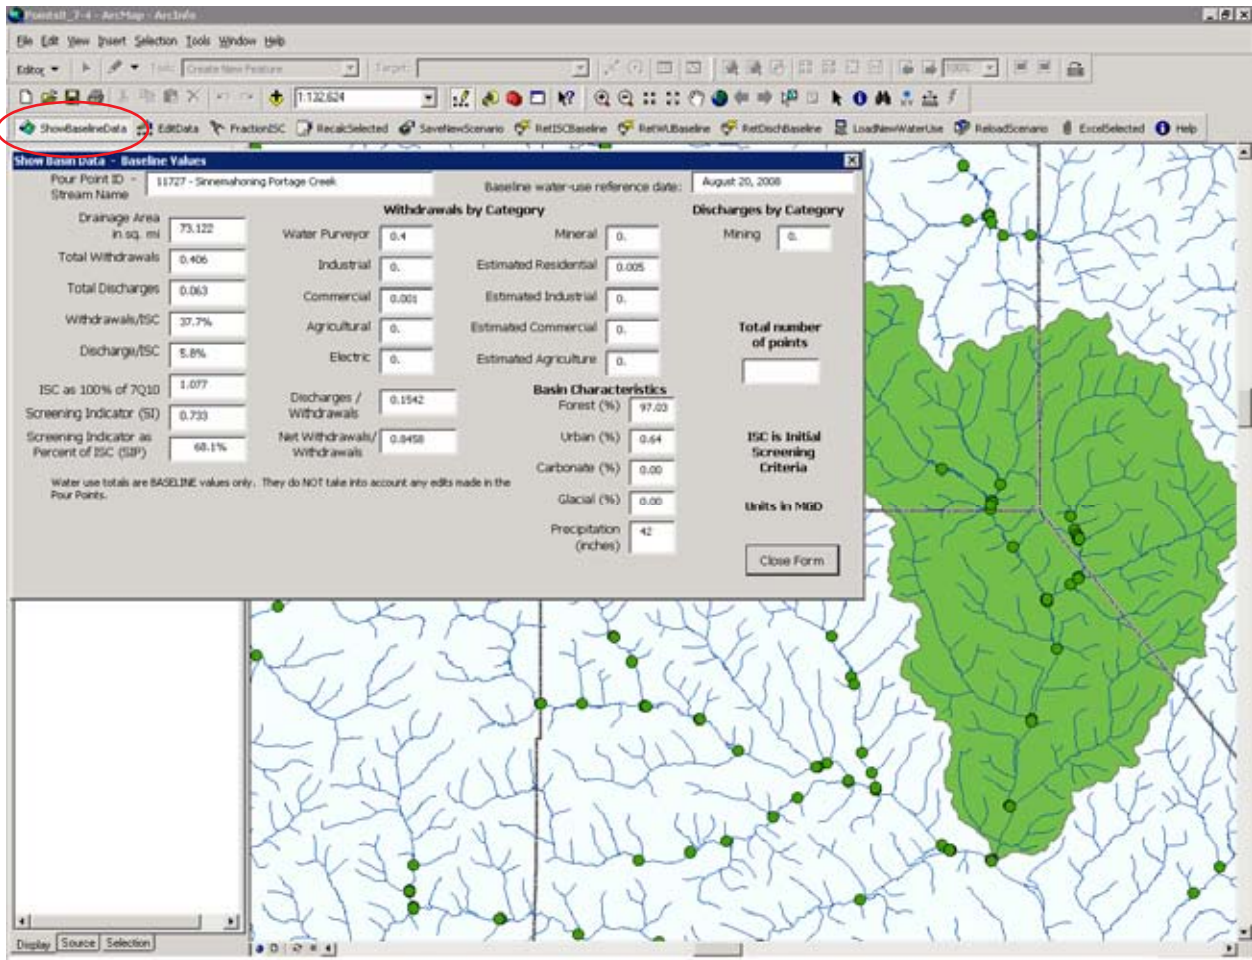 PointsII_7-4 - ArcMap - ArcInfo
File Edit View Insert Selection Tools Window Help
Editor Task: Create New Feature Target: 100%
1:132,624
ShowBaselineData EditData FractionISC RecalcSelected SaveNewScenario RetISCBaseline RetWUBaseline RetDischBaseline LoadNewWaterUse ReloadScenario ExcelSelected Help
Show Basin Data - Baseline Values
Pour Point ID - Stream Name 11727 - Sinnemahoning Portage Creek
Baseline water-use reference date: August 20, 2008
Drainage Area in sq. mi 73.122
Total Withdrawals 0.406
Total Discharges 0.063
Withdrawals/ISC 37.7%
Discharge/ISC 5.8%
ISC as 100% of 7Q10 1.077
Screening Indicator (SI) 0.733
Screening Indicator as Percent of ISC (SIP) 68.1%
Withdrawals by Category
Water Purveyor 0.4
Industrial 0.
Commercial 0.001
Agricultural 0.
Electric 0.
Mineral 0.
Estimated Residential 0.005
Estimated Industrial 0.
Estimated Commercial 0.
Estimated Agriculture 0.
Discharges / Withdrawals 0.1542
Net Withdrawals/ Withdrawals 0.8458
Basin Characteristics
Forest (%) 97.03
Urban (%) 0.64
Carbonate (%) 0.00
Glacial (%) 0.00
Precipitation (inches) 42
Discharges by Category
Mining 0.
Total number of points
ISC is Initial Screening Criteria
Units in MGD
Close Form
Water use totals are BASELINE values only. They do NOT take into account any edits made in the
Pour Points.
Display Source Selection